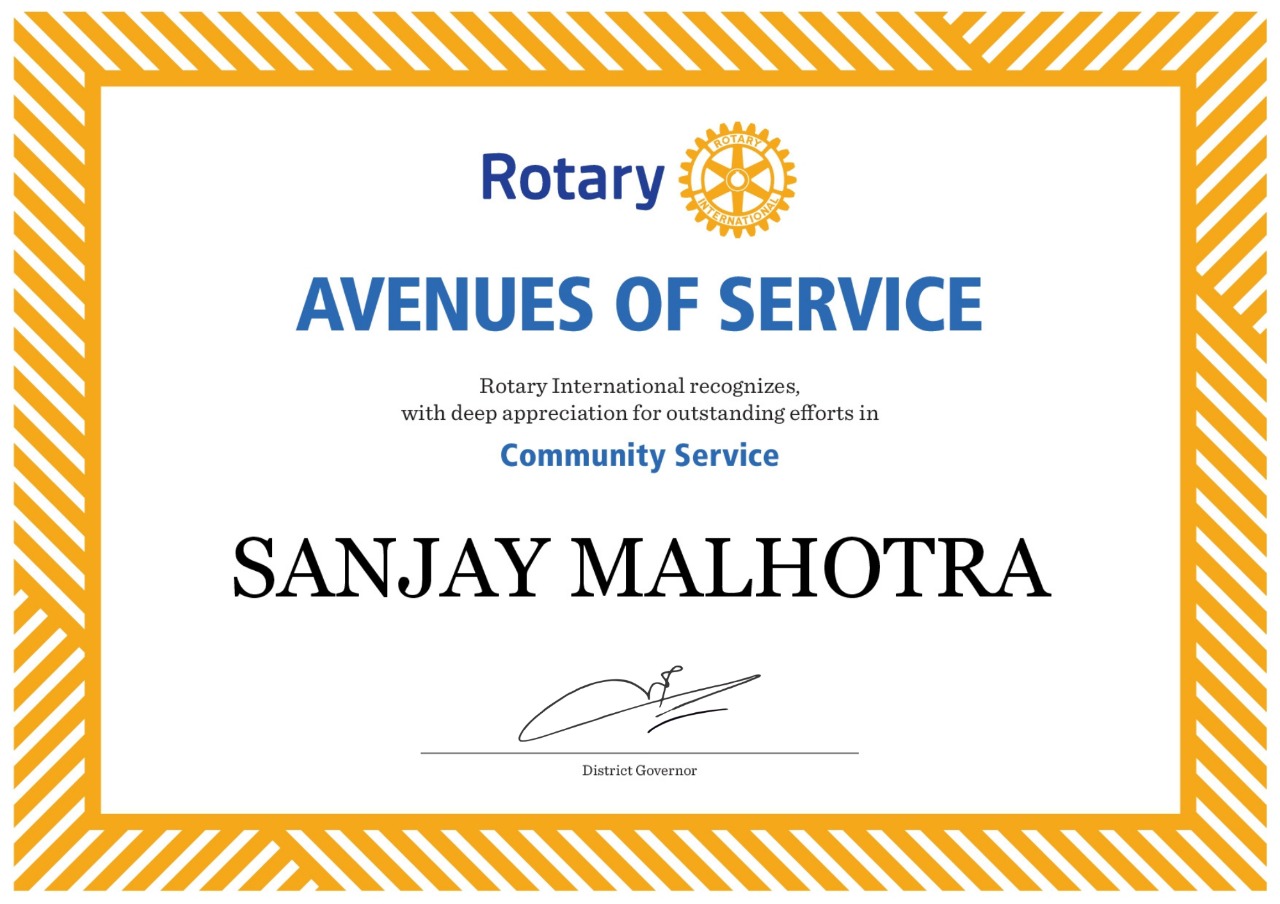 Rotary
ROTARY
INTERNATIONAL
AVENUES OF SERVICE
Rotary International recognizes,
with deep appreciation for outstanding efforts in
Community Service
SANJAY MALHOTRA
District Governor